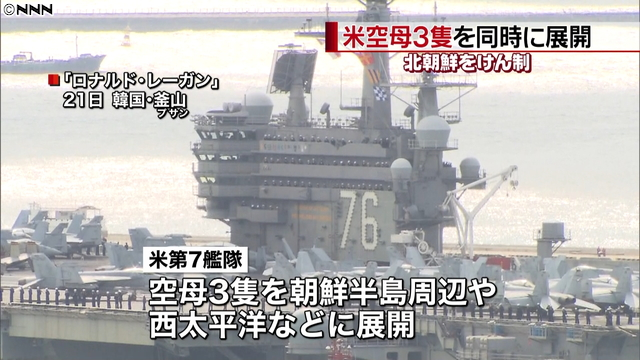 ©NNN
米空母3隻を同時に展開
北朝鮮をけん制
「ロナルド・レーガン」
21日 韓国・釜山
プサン
76
米第7艦隊
空母3隻を朝鮮半島周辺や
西太平洋などに展開